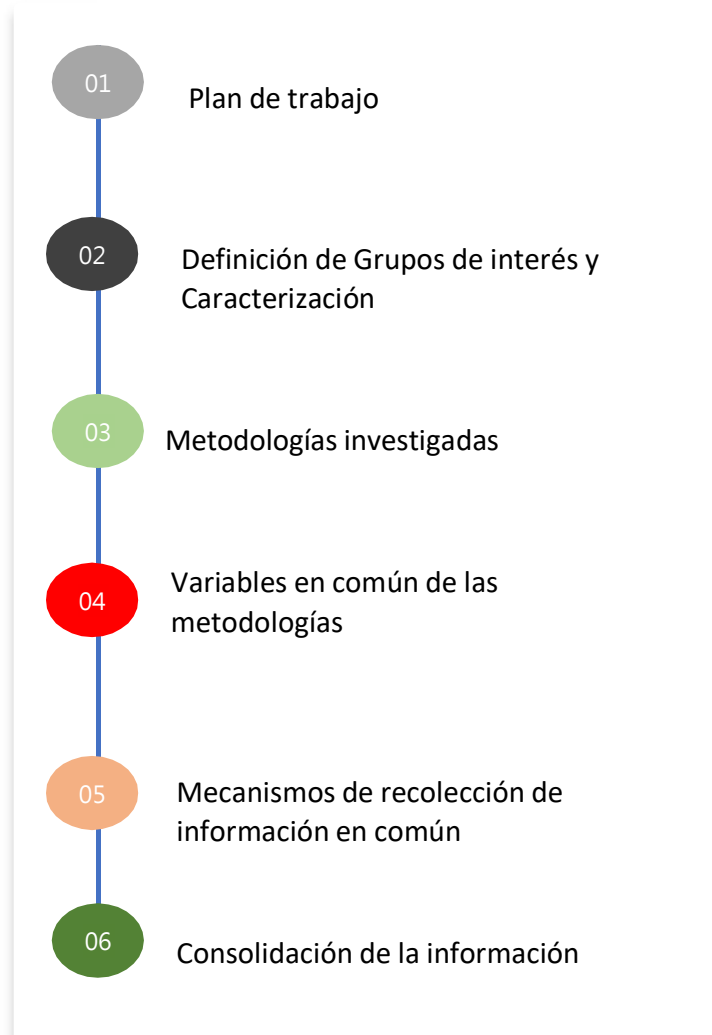 01
Plan de trabajo
02
Definición de Grupos de interés y
Caracterización
03
Metodologías investigadas
04
Variables en común de las
metodologías
05
Mecanismos de recolección de
información en común
06
Consolidación de la información